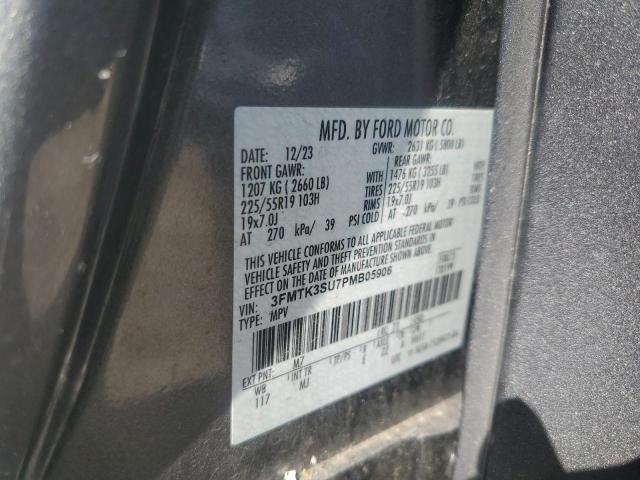 MFD. BY FORD MOTOR CO.
DATE: 12/23 GVWR: 2631 KG ( 5800 LB)
FRONT GAWR: REAR GAWR:
1207 KG ( 2660 LB) WITH 1476 KG ( 3255 LB)
225/55R19 103H TIRES 225/55R19 103H
19x7.0J RIMS 19x7.0J
AT 270 kPa/ 39 PSI COLD AT 270 kPa/ 39 PSI COLD
THIS VEHICLE CONFORMS TO ALL APPLICABLE FEDERAL MOTOR
VEHICLE SAFETY AND THEFT PREVENTION STANDARDS
IN EFFECT ON THE DATE OF MANUFACTURE SHOWN ABOVE.
VIN: 3FMTK3SU7PMB05906
TYPE: MPV
EXT PNT: M7
WB INT TR TP/PS R
117 MJ